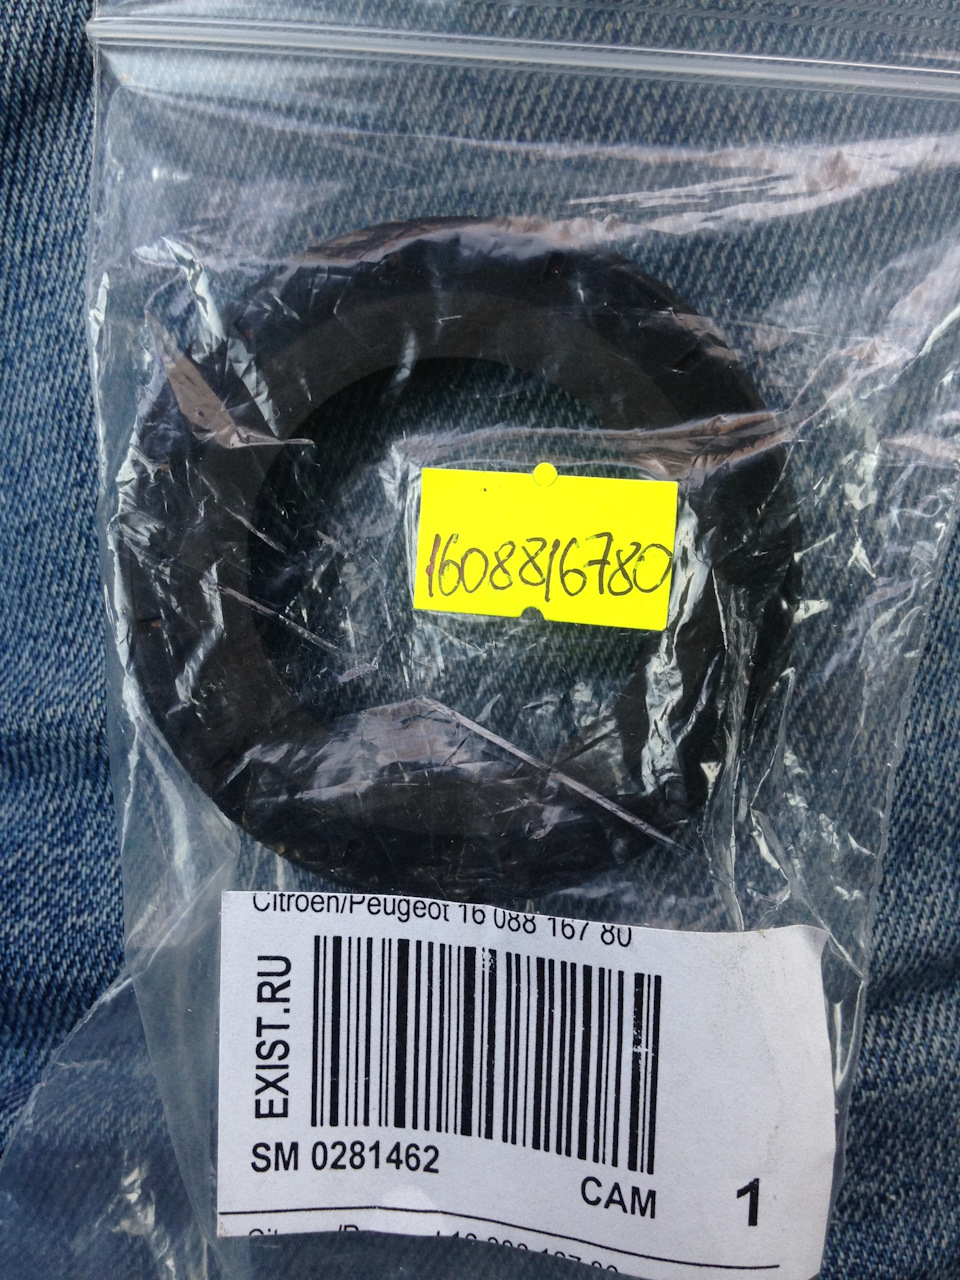 1608816780
Citroen/Peugeot 16 088 167 80
EXIST.RU
SM 0281462
CAM
1